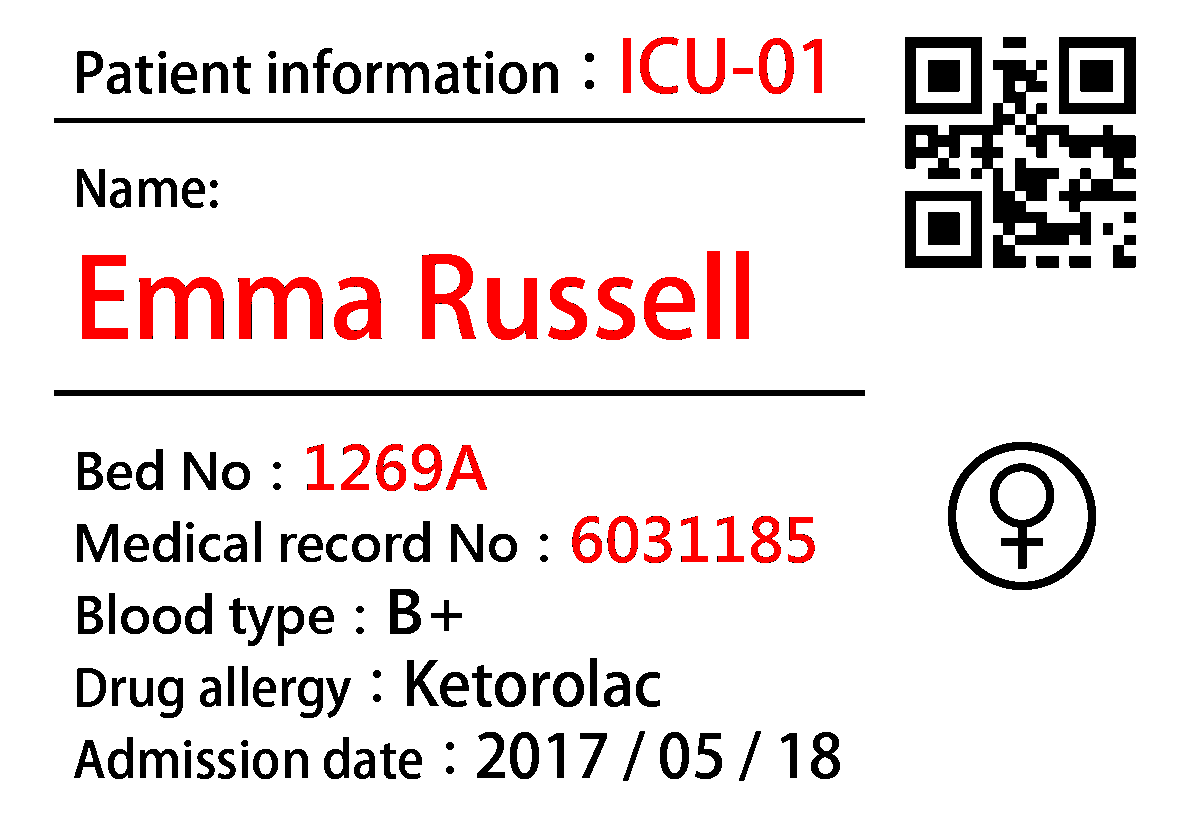 Patient information：ICU-01
Name:
Emma Russell
Bed No：1269A
Medical record No：6031185
Blood type：B+
Drug allergy：Ketorolac
Admission date：2017 / 05 / 18